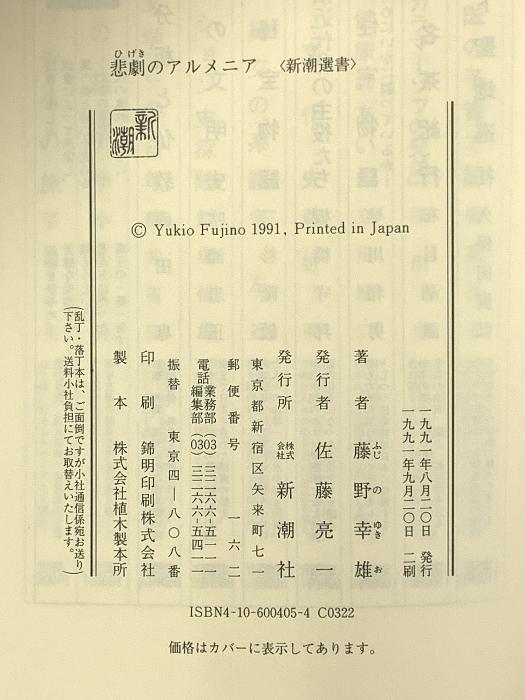 悲劇のアルメニア 〈新潮選書〉
ひげき
新潮
© Yukio Fujino 1991, Printed in Japan
一九九一年八月二〇日 発行
一九九一年九月二〇日 二刷
著者 藤野幸雄
ふじ の ゆき お
発行者 佐藤亮一
発行所 株式会社 新潮社
東京都新宿区矢来町七一
郵便番号 一六二
電話 業務部(03)三二六六-五一一一
編集部(03)三二六六-五四一一
振替 東京四―八〇八番
印刷 錦明印刷株式会社
製本 株式会社植木製本所
(乱丁・落丁本は、ご面倒ですが小社通信係宛お送り
下さい。送料小社負担にてお取替えいたします。)
ISBN4-10-600405-4 C0322
価格はカバーに表示してあります。